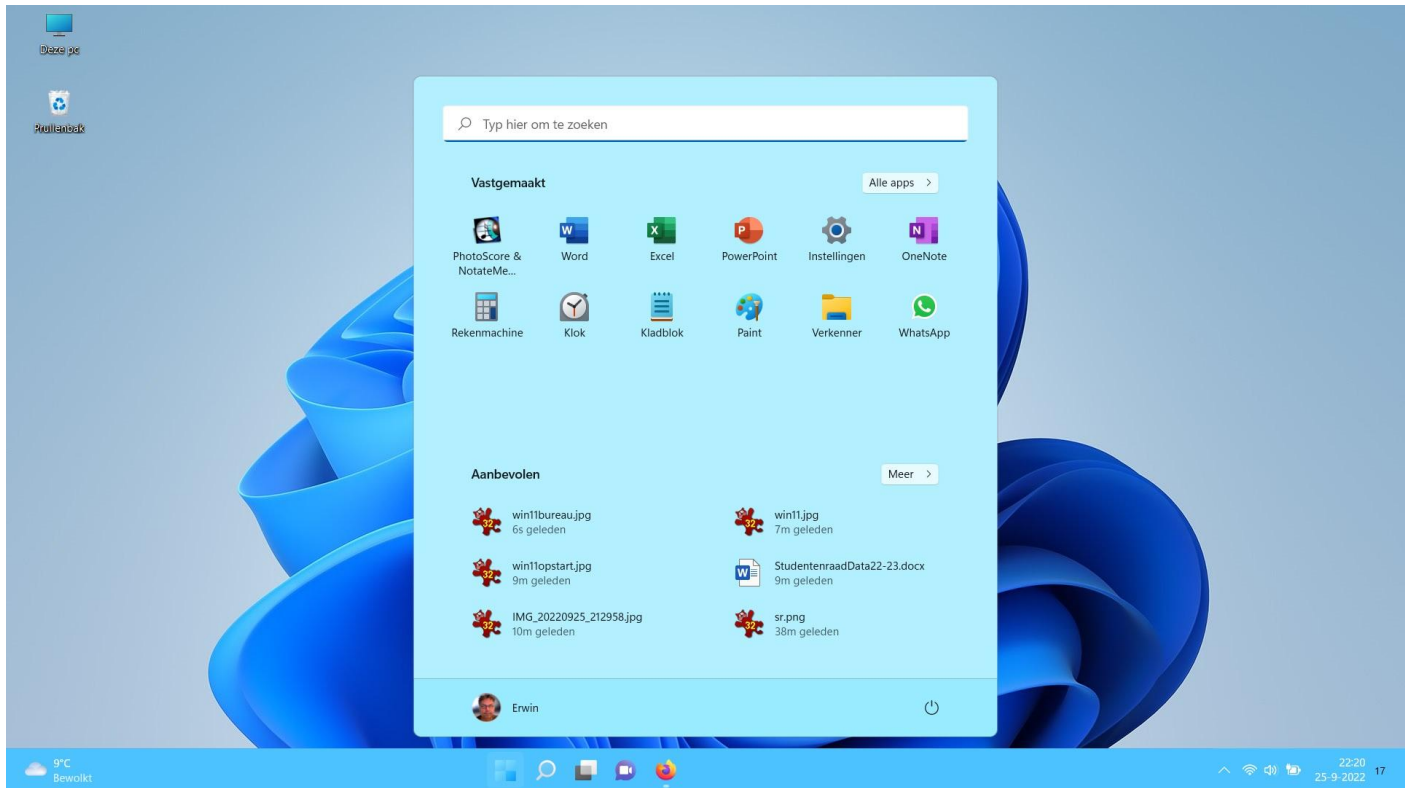 Deze pc
Prullenbak
Typ hier om te zoeken
Vastgemaakt
Alle apps
PhotoScore & NotateMe...
Word
Excel
PowerPoint
Instellingen
OneNote
Rekenmachine
Klok
Kladblok
Paint
Verkenner
WhatsApp
Aanbevolen
Meer
win11bureau.jpg
6s geleden
win11.jpg
7m geleden
win11opstart.jpg
9m geleden
StudentenraadData22-23.docx
9m geleden
IMG_20220925_212958.jpg
10m geleden
sr.png
38m geleden
Erwin
9°C
Bewolkt
22:20
25-9-2022
17